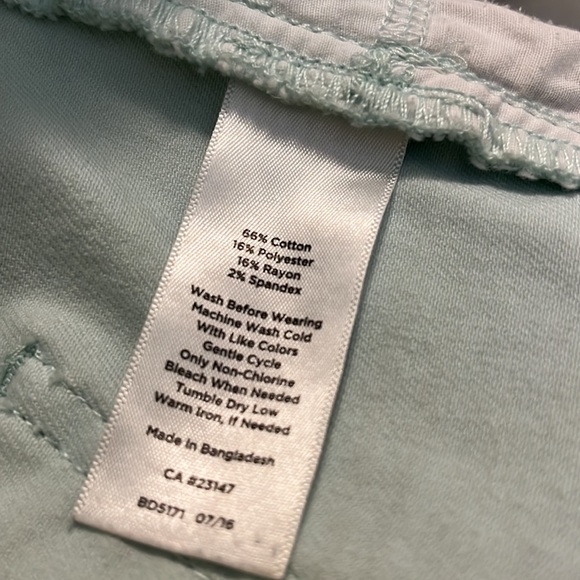 66% Cotton
16% Polyester
16% Rayon
2% Spandex
Wash Before Wearing
Machine Wash Cold
With Like Colors
Gentle Cycle
Only Non-Chlorine
Bleach When Needed
Tumble Dry Low
Warm Iron, If Needed
Made in Bangladesh
CA #23147
BD5171 07/16